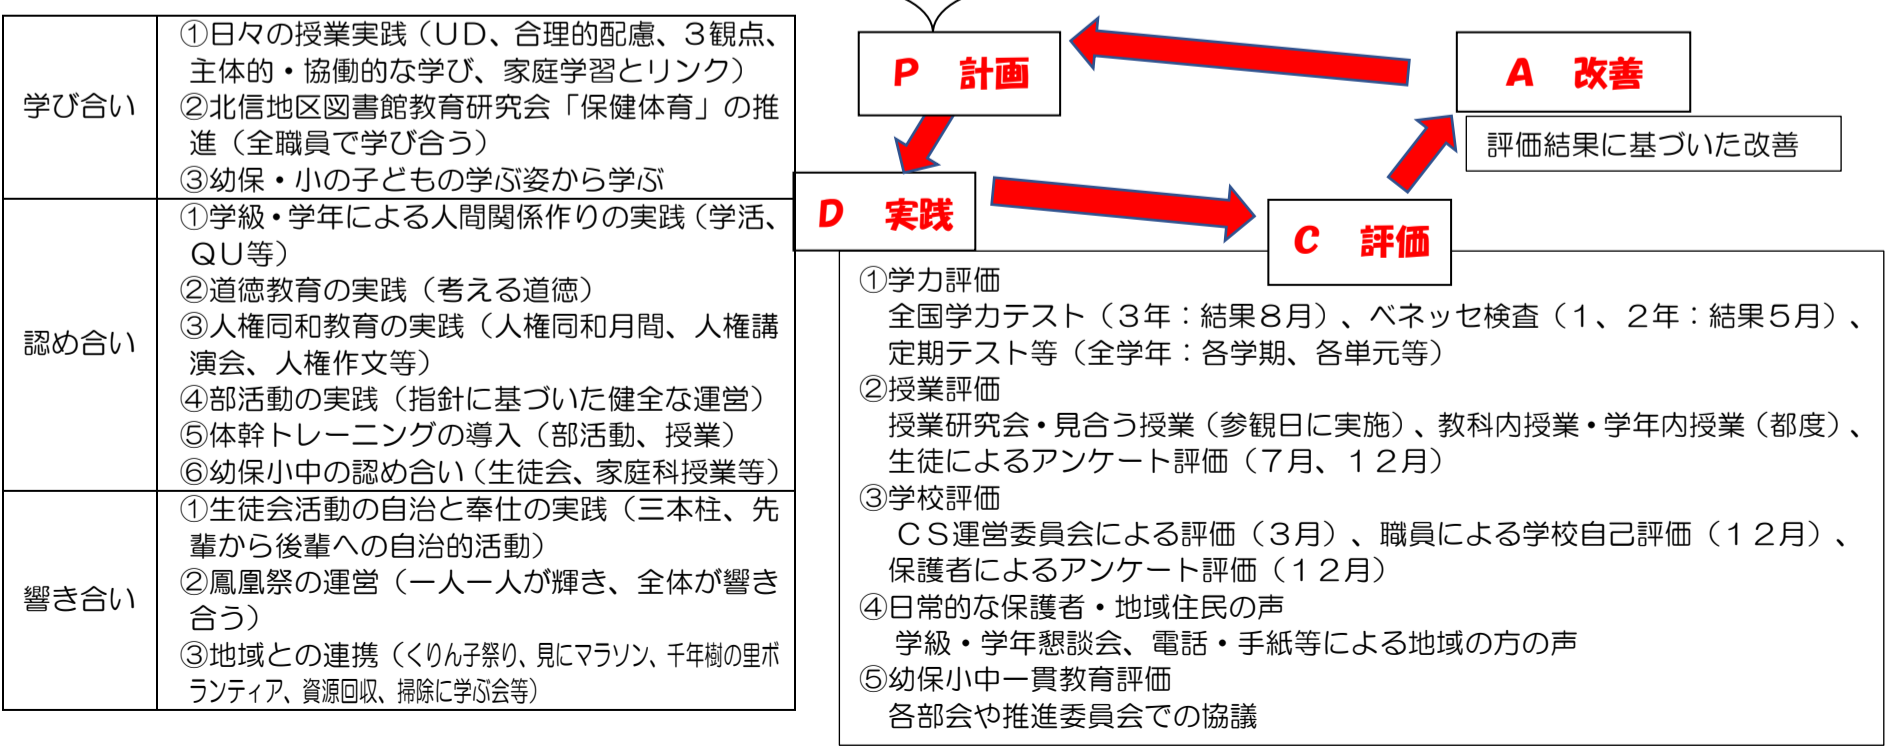 学び合い
①日々の授業実践（ＵＤ、合理的配慮、３観点、
主体的・協働的な学び、家庭学習とリンク）
②北信地区図書館教育研究会「保健体育」の推
進（全職員で学び合う）
③幼保・小の子どもの学ぶ姿から学ぶ
認め合い
①学級・学年による人間関係作りの実践（学活、
ＱＵ等）
②道徳教育の実践（考える道徳）
③人権同和教育の実践（人権同和月間、人権講
演会、人権作文等）
④部活動の実践（指針に基づいた健全な運営）
⑤体幹トレーニングの導入（部活動、授業）
⑥幼保小中の認め合い（生徒会、家庭科授業等）
響き合い
①生徒会活動の自治と奉仕の実践（三本柱、先
輩から後輩への自治的活動）
②鳳凰祭の運営（一人一人が輝き、全体が響き
合う）
③地域との連携（くりん子祭り、見にマラソン、千年樹の里ボ
ランティア、資源回収、掃除に学ぶ会等）
Ｐ　計画
Ａ　改善
評価結果に基づいた改善
Ｄ　実践
Ｃ　評価
①学力評価
全国学力テスト（３年：結果８月）、ベネッセ検査（１、２年：結果５月）、
定期テスト等（全学年：各学期、各単元等）
②授業評価
授業研究会・見合う授業（参観日に実施）、教科内授業・学年内授業（都度）、
生徒によるアンケート評価（７月、１２月）
③学校評価
ＣＳ運営委員会による評価（３月）、職員による学校自己評価（１２月）、
保護者によるアンケート評価（１２月）
④日常的な保護者・地域住民の声
学級・学年懇談会、電話・手紙等による地域の方の声
⑤幼保小中一貫教育評価
各部会や推進委員会での協議